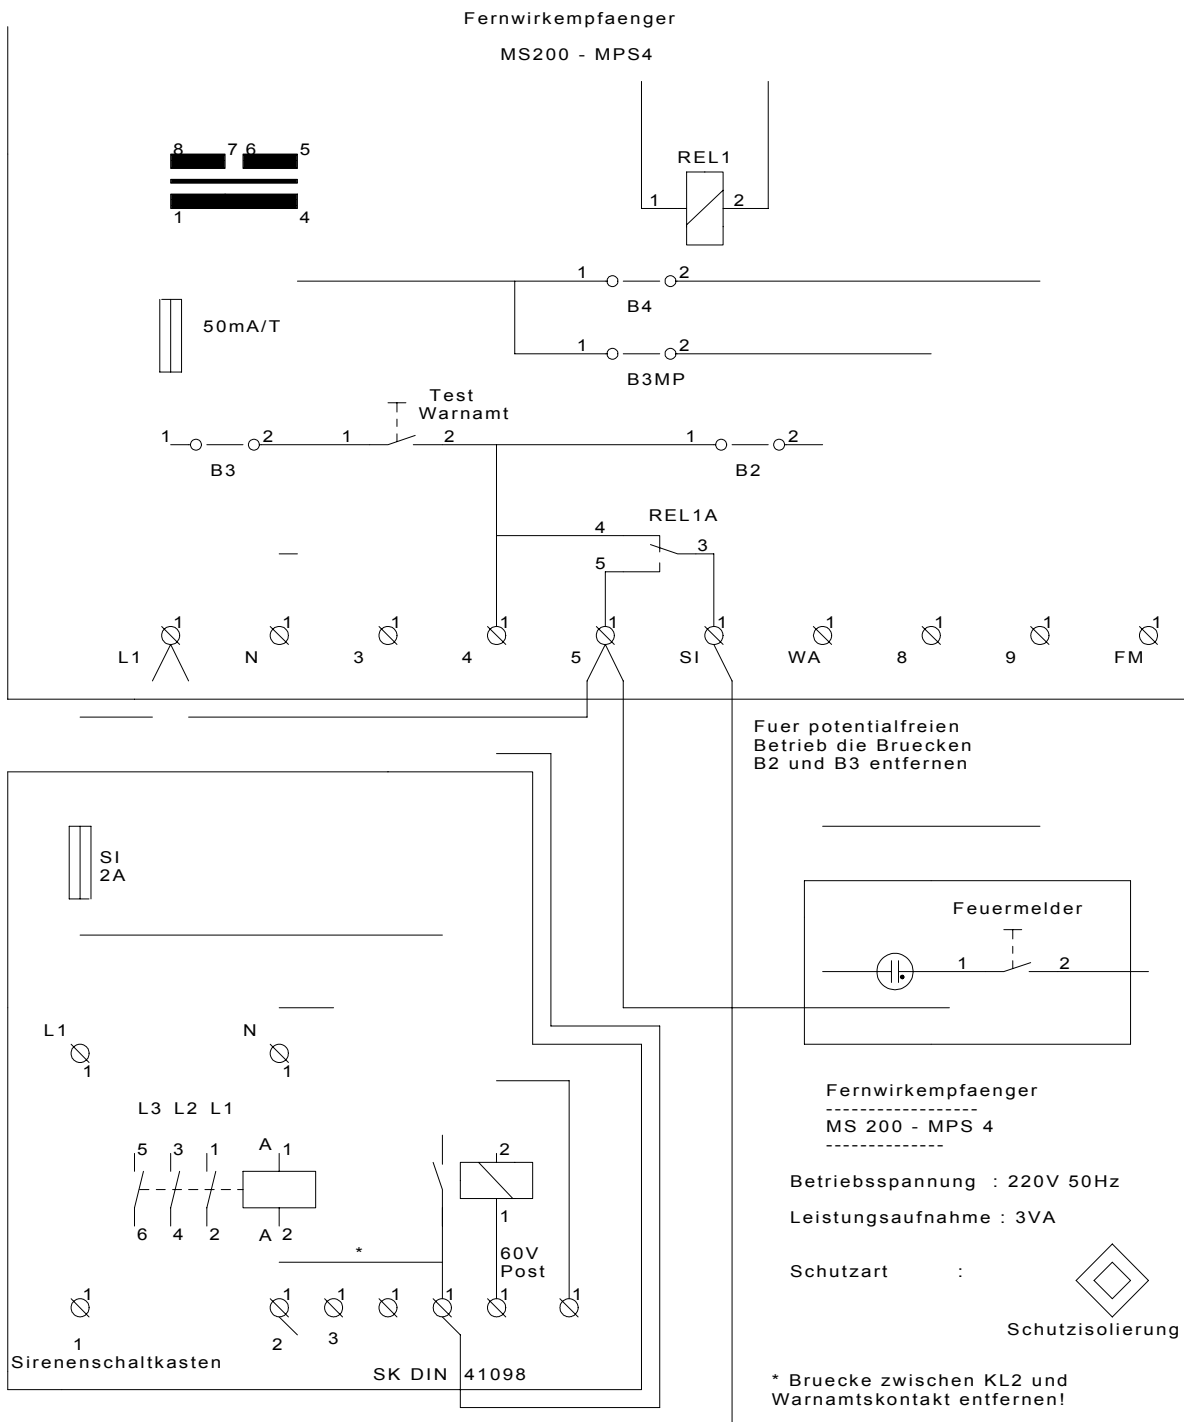 Fernwirkempfaenger
MS200 - MPS4
8 7 6 5
1 4
REL1
1 2
1 2
B4
50mA/T
1 2
B3MP
Test
Warnamt
1 2 1 2 1 2
B3 B2
REL1A
4 3
5
1 1 1 1 1 1 1 1 1 1
L1 N 3 4 5 SI WA 8 9 FM
Fuer potentialfreien
Betrieb die Bruecken
B2 und B3 entfernen
SI
2A
Feuermelder
1 2
L1 N
1 1
L3 L2 L1
5 3 1 A 1 2
6 4 2 A 2 1
*
60V
Post
1 1 1 1 1 1 1
1 2 3
Sirenenschaltkasten
SK DIN 41098
Fernwirkempfaenger
-----------------
MS 200 - MPS 4
-------------
Betriebsspannung : 220V 50Hz
Leistungsaufnahme : 3VA
Schutzart :
Schutzisolierung
* Bruecke zwischen KL2 und
Warnamtskontakt entfernen!